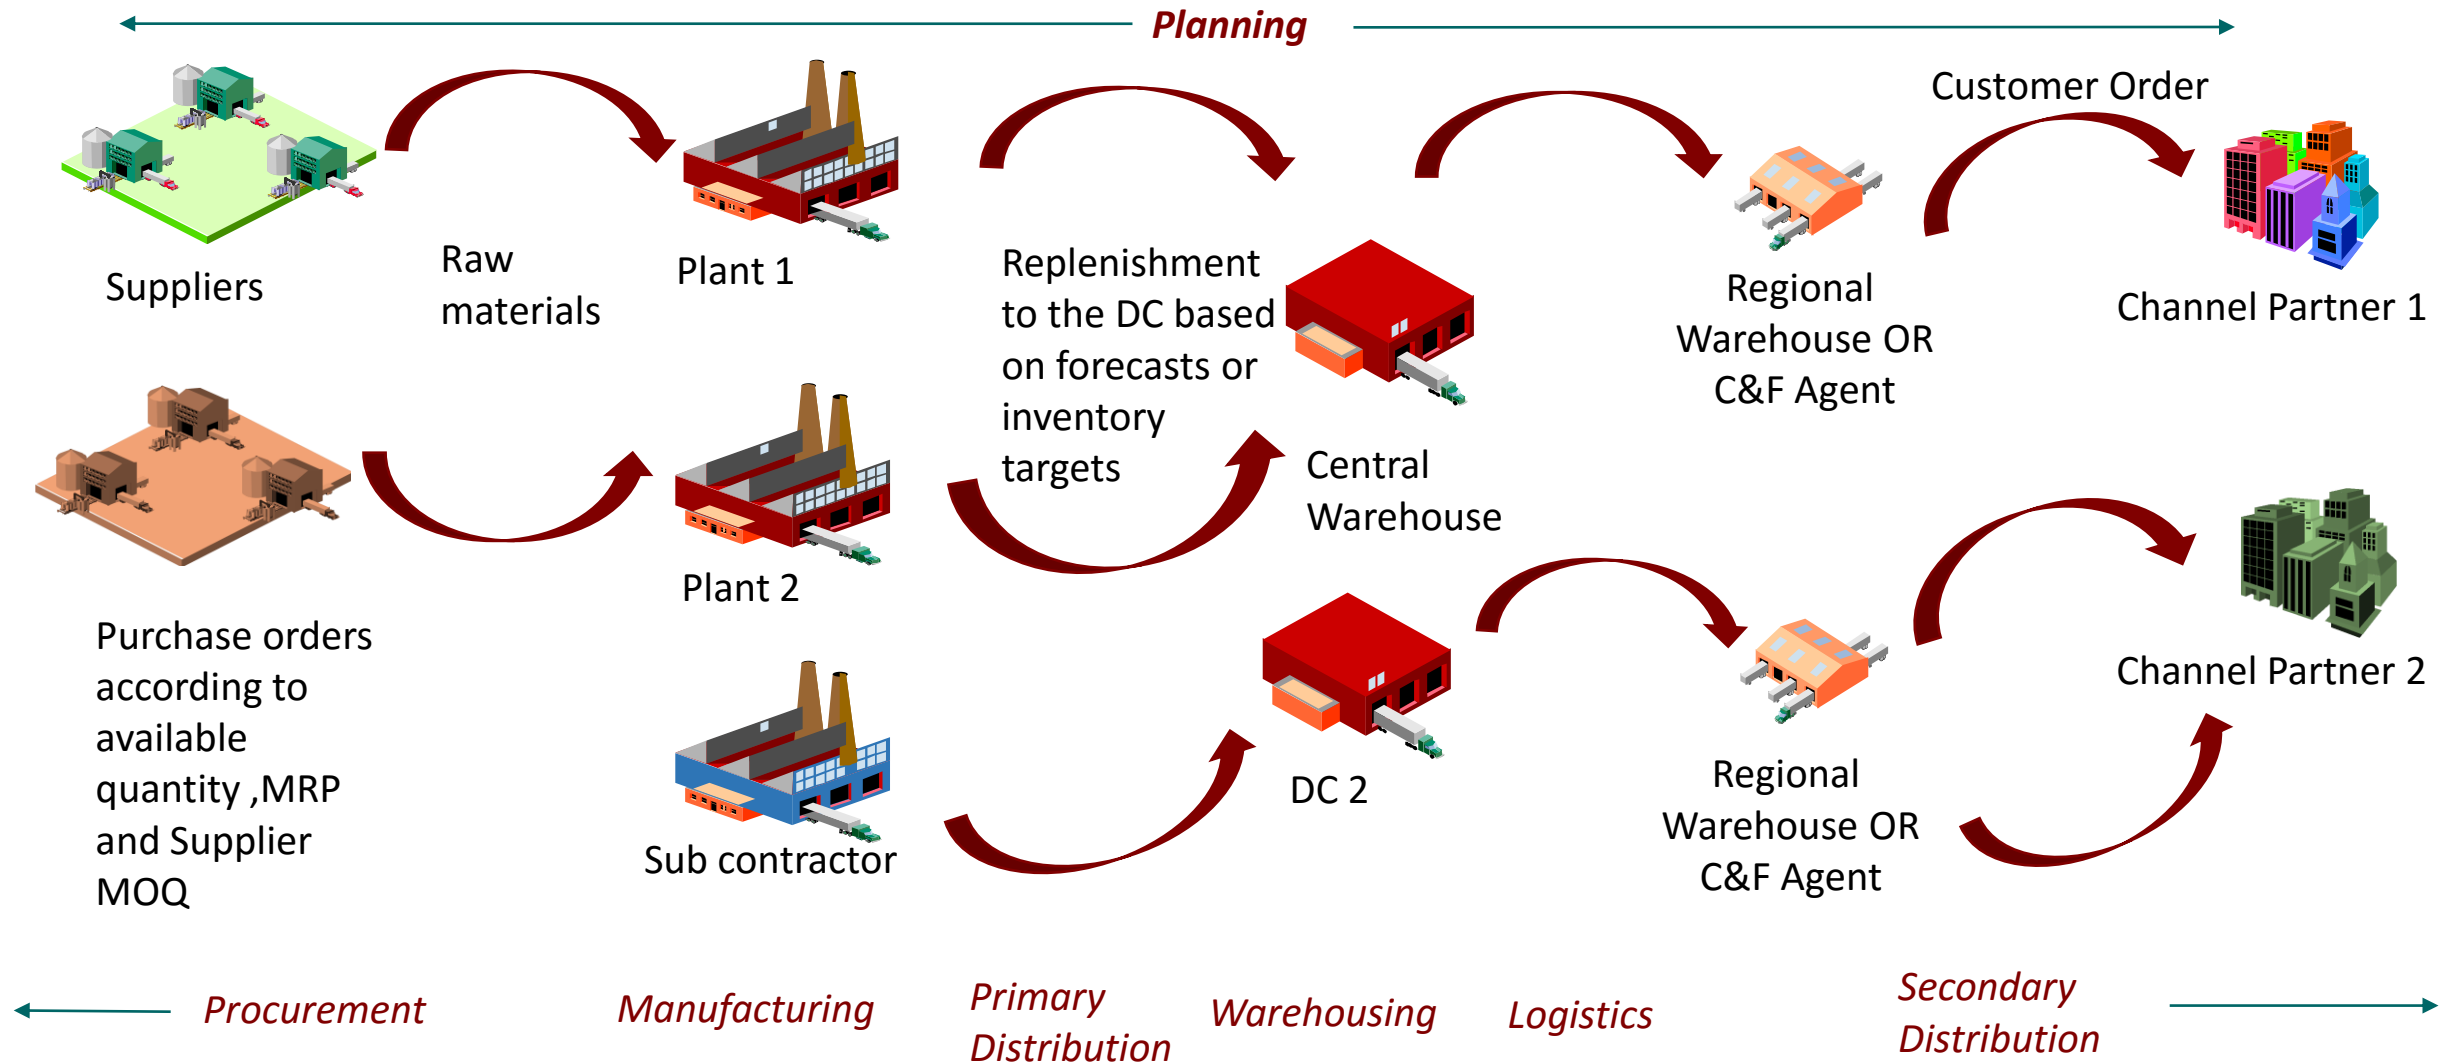 Planning
Customer Order
Suppliers
Raw
materials
Plant 1
Replenishment
to the DC based
on forecasts or
inventory
targets
Regional
Warehouse OR
C&F Agent
Channel Partner 1
Central
Warehouse
Purchase orders
according to
available
quantity ,MRP
and Supplier
MOQ
Plant 2
Sub contractor
DC 2
Regional
Warehouse OR
C&F Agent
Channel Partner 2
Procurement
Manufacturing
Primary
Distribution
Warehousing
Logistics
Secondary
Distribution